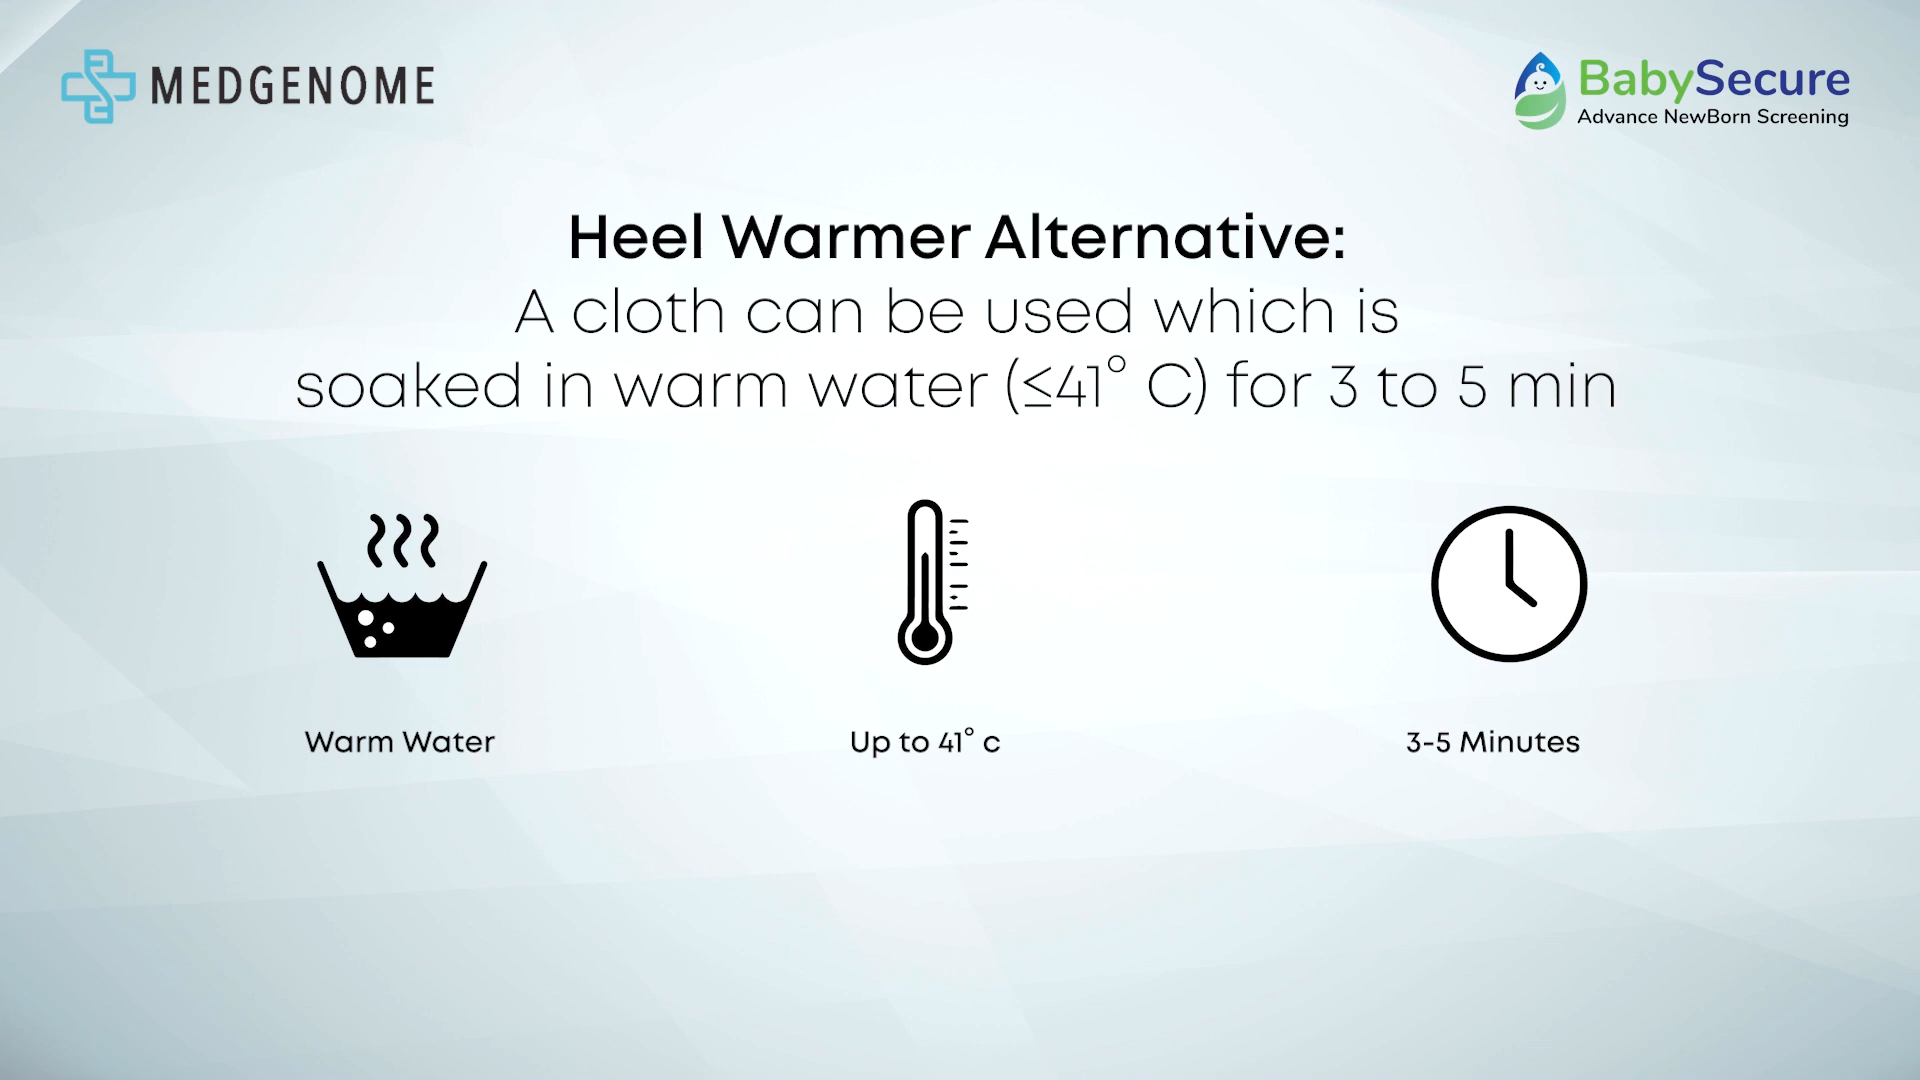 MEDGENOME
BabySecure
Advance NewBorn Screening
Heel Warmer Alternative:
A cloth can be used which is
soaked in warm water (≤41° C) for 3 to 5 min
Warm Water
Up to 41° c
3-5 Minutes